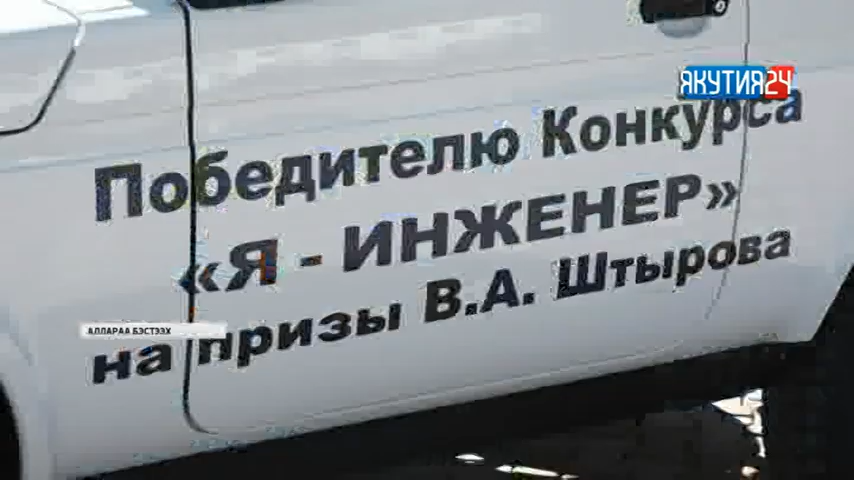 ЯКУТИЯ24
Победителю Конкурса
«Я - ИНЖЕНЕР»
на призы В.А. Штырова
АЛЛАРАА БЭСТЭЭХ